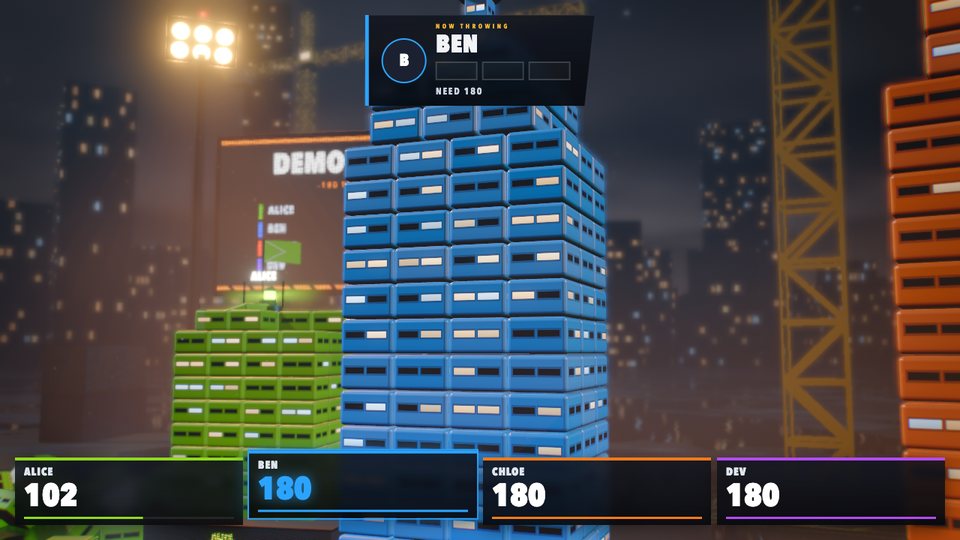 NOW THROWING
B
BEN
NEED 180
DEMO
ALICE
BEN
ALICE
ALICE
102
BEN
180
CHLOE
180
DEV
180